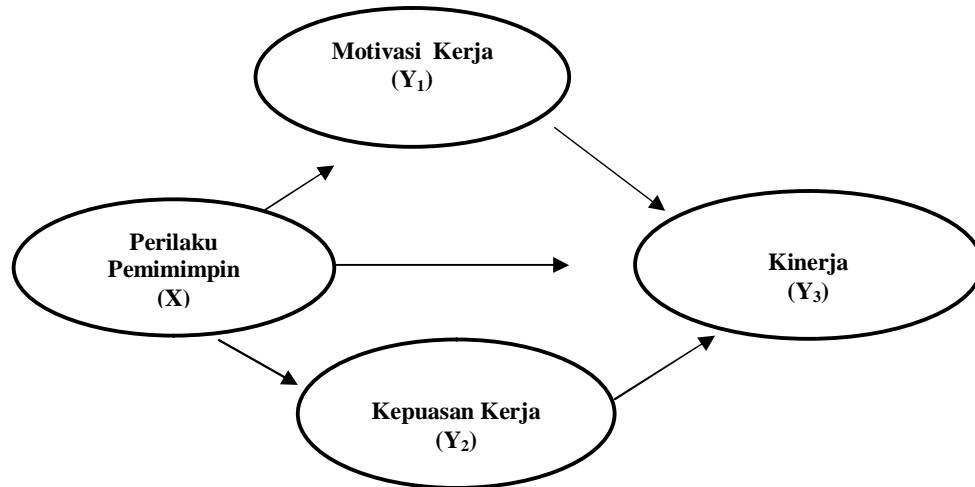 Motivasi Kerja
(Y₁)
Perilaku
Pemimimpin
(X)
Kinerja
(Y₃)
Kepuasan Kerja
(Y₂)